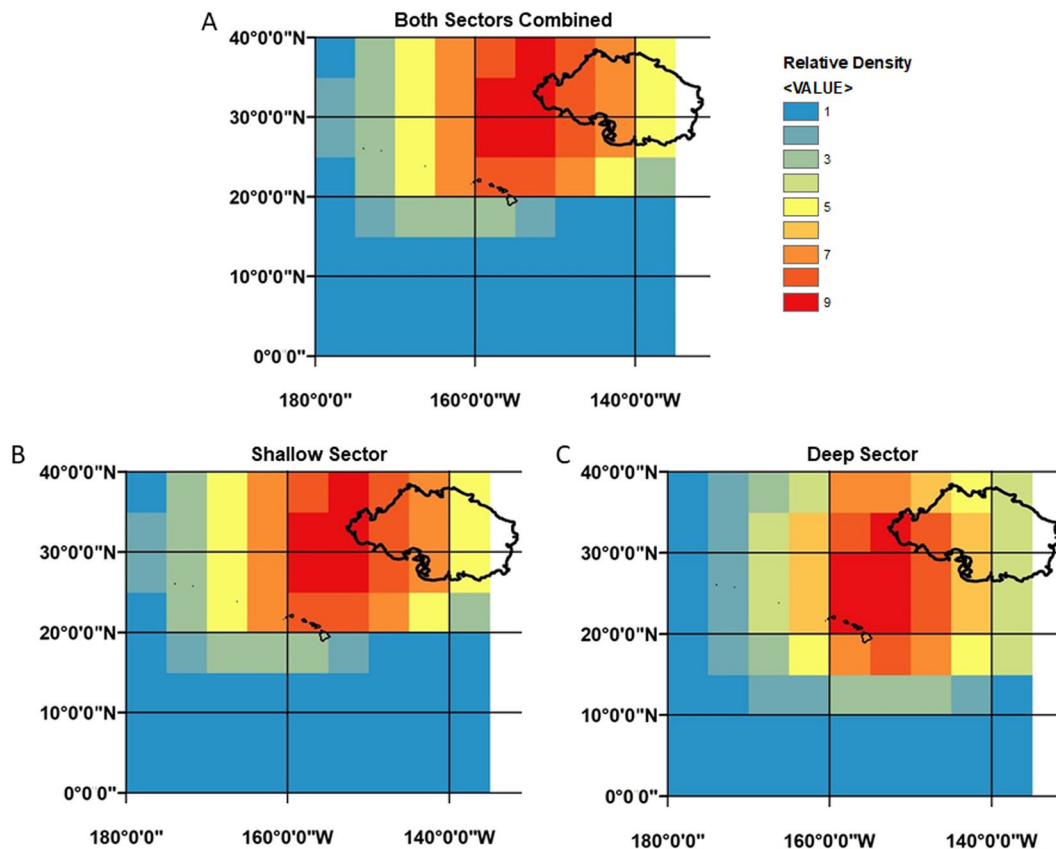 A
Both Sectors Combined
40°0'0"N
30°0'0"N
20°0'0"N
10°0'0"N
0°0 0"
180°0'0"
160°0'0"W
140°0'0"W
Relative Density
<VALUE>
1
3
5
7
9
B
Shallow Sector
40°0'0"N
30°0'0"N
20°0'0"N
10°0'0"N
0°0 0"
180°0'0"
160°0'0"W
140°0'0"W
C
Deep Sector
40°0'0"N
30°0'0"N
20°0'0"N
10°0'0"N
0°0 0"
180°0'0"
160°0'0"W
140°0'0"W